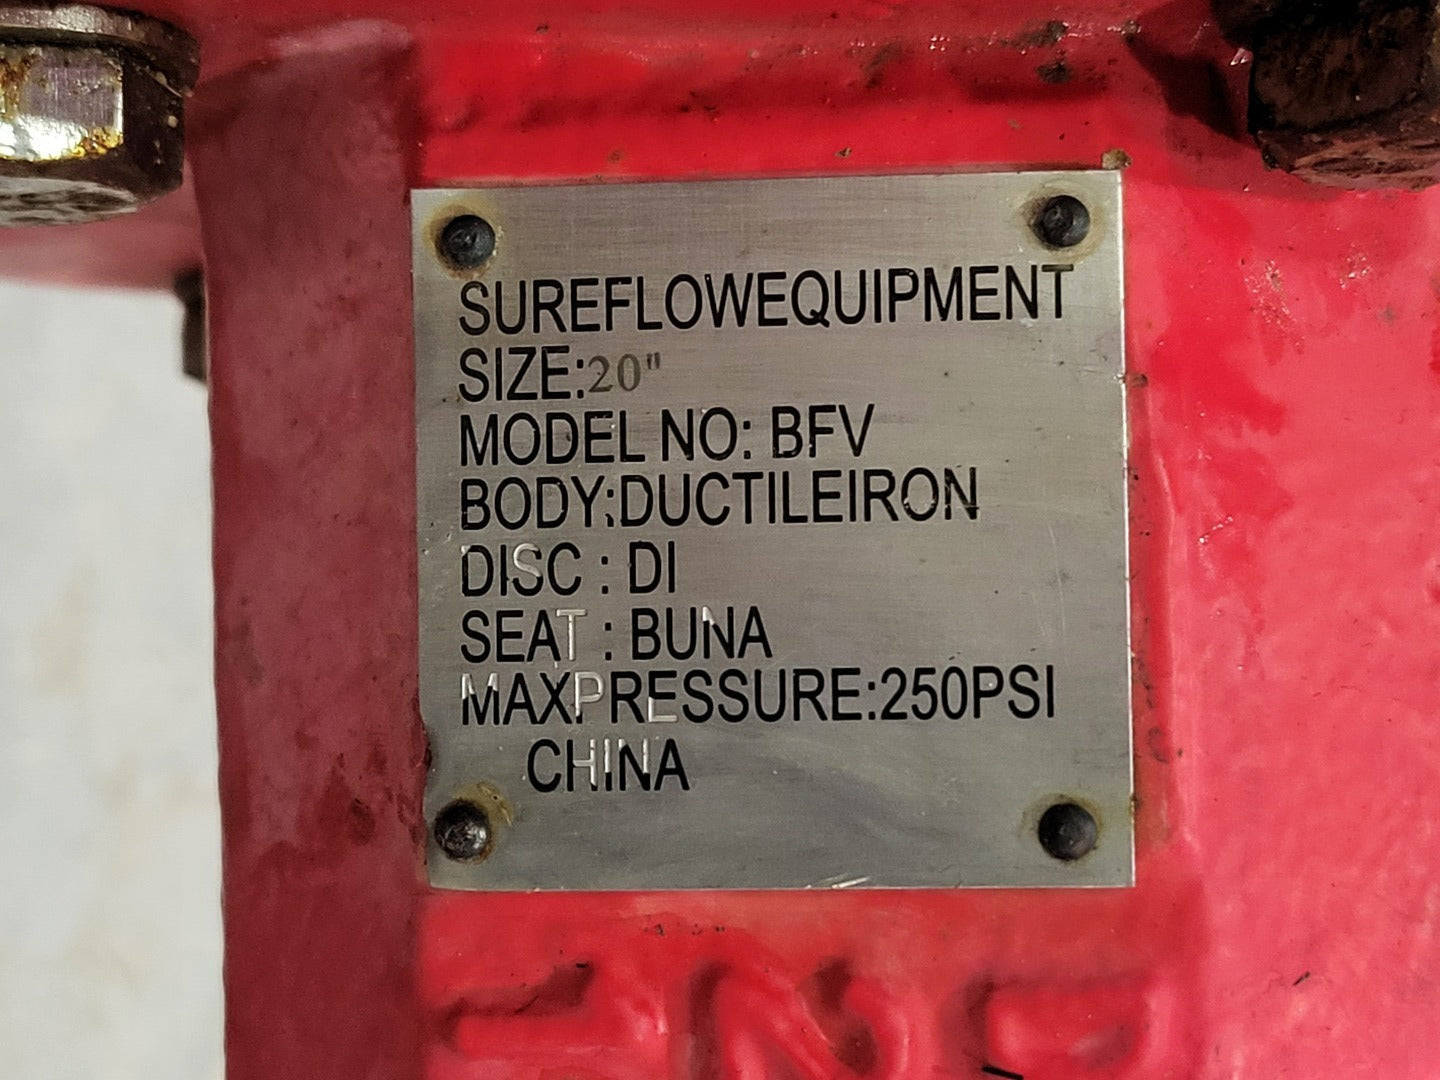 SUREFLOWEQUIPMENT
SIZE:20"
MODEL NO: BFV
BODY:DUCTILEIRON
DISC : DI
SEAT : BUNA
MAXPRESSURE:250PSI
CHINA